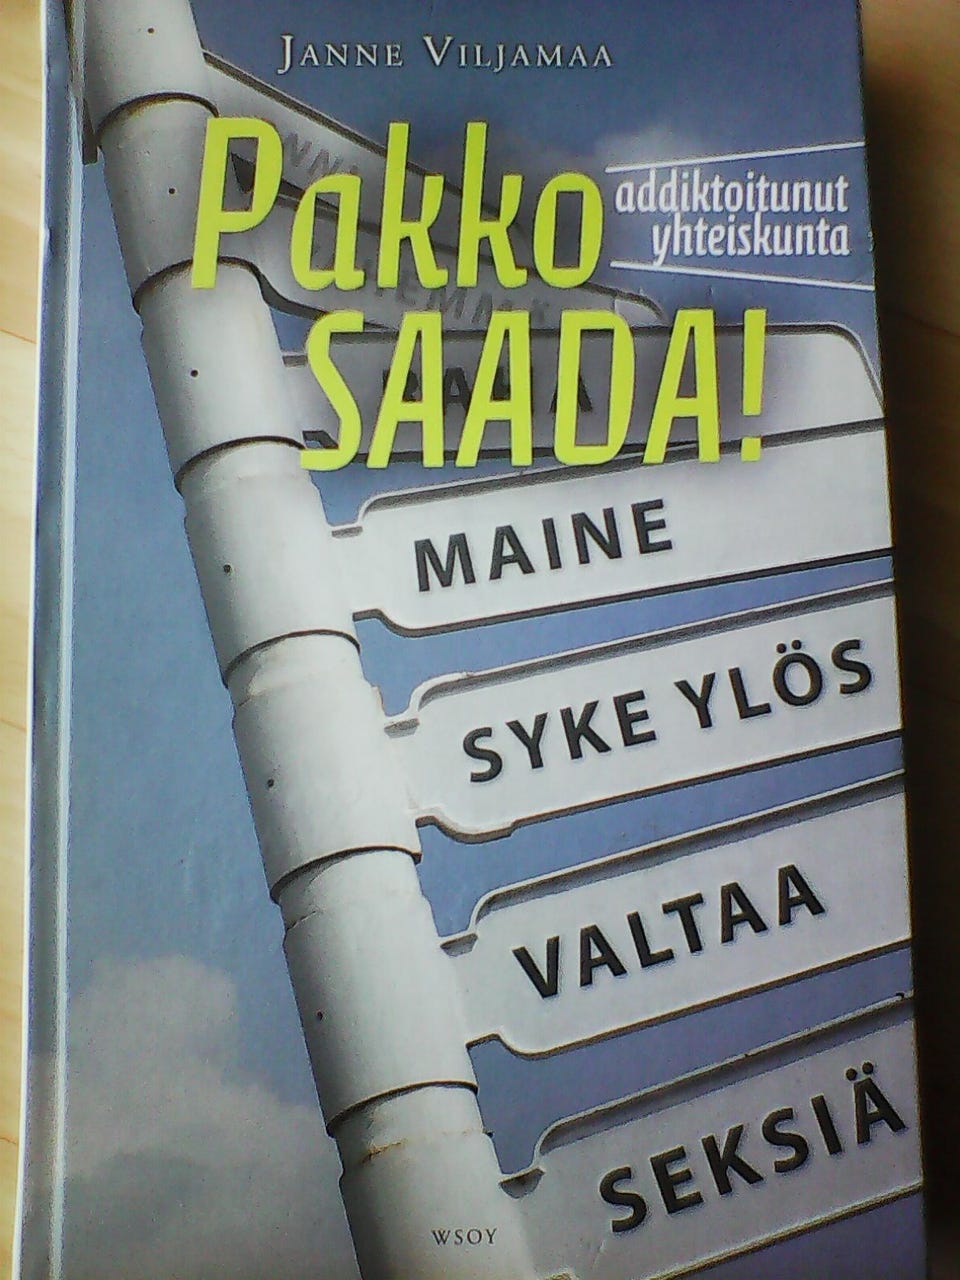 JANNE VILJAMAA
Pakko
SAADA!
addiktoitunut
yhteiskunta
MAINE
SYKE YLÖS
VALTAA
SEKSIÄ
WSOY